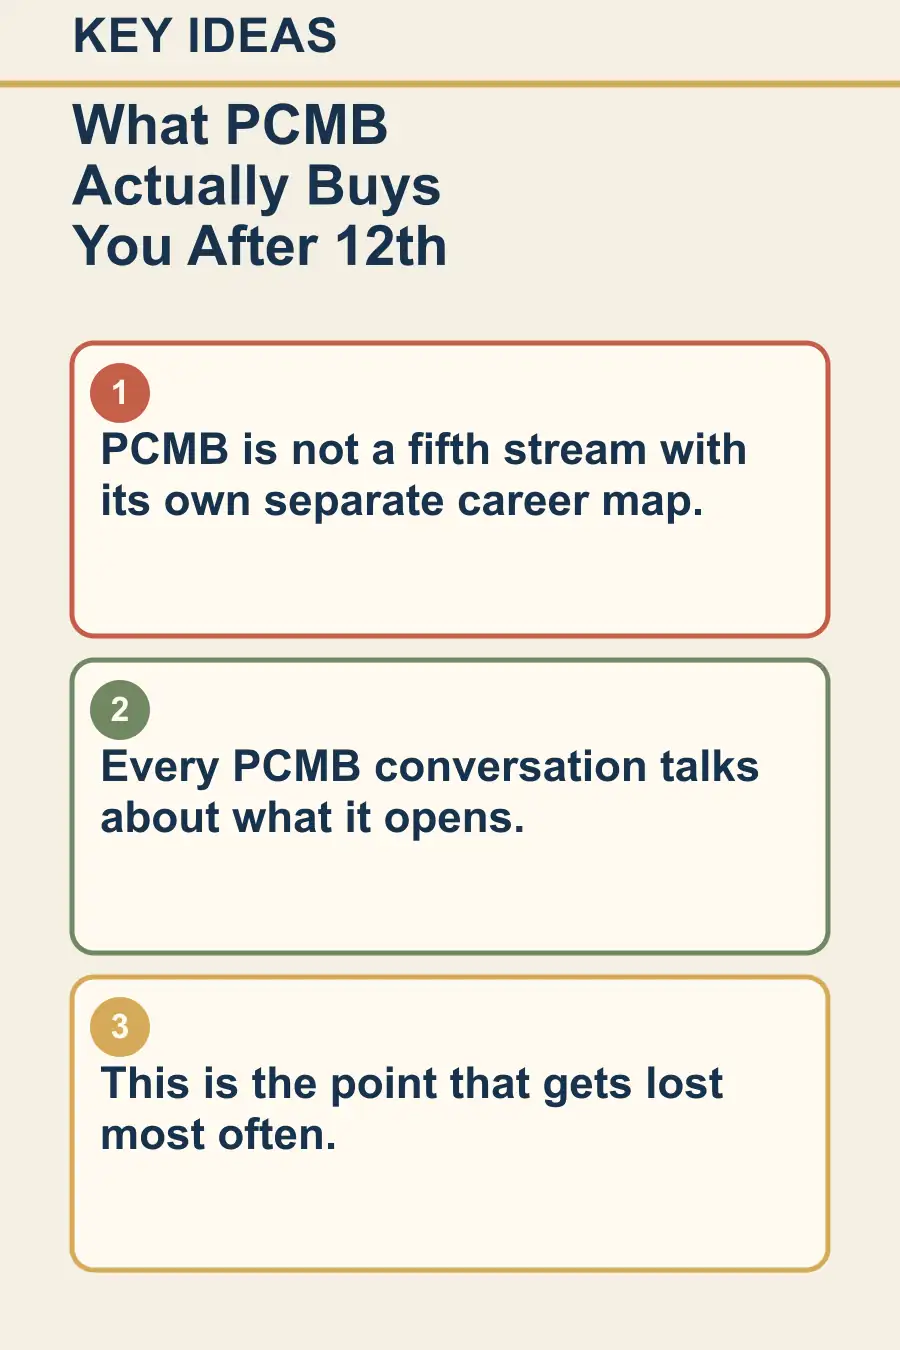 KEY IDEAS
What PCMB
Actually Buys
You After 12th
1
PCMB is not a fifth stream with
its own separate career map.
2
Every PCMB conversation talks
about what it opens.
3
This is the point that gets lost
most often.